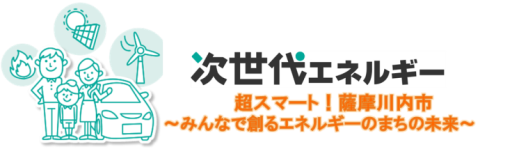 次世代エネルギー
超スマート！薩摩川内市
～みんなで創るエネルギーのまちの未来～